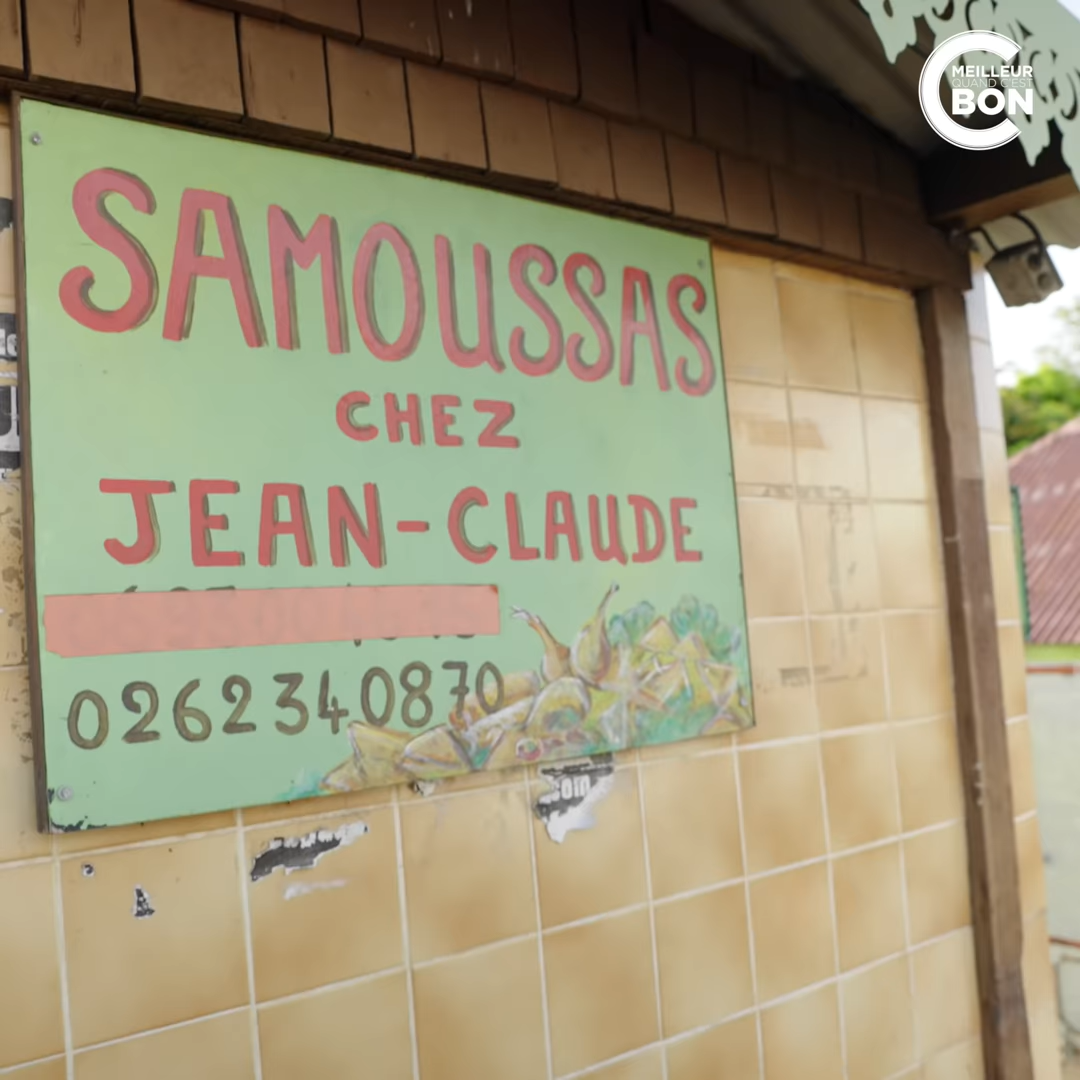 MEILLEUR
QUAND C'EST
BON
SAMOUSSAS
CHEZ
JEAN-CLAUDE
0262340870